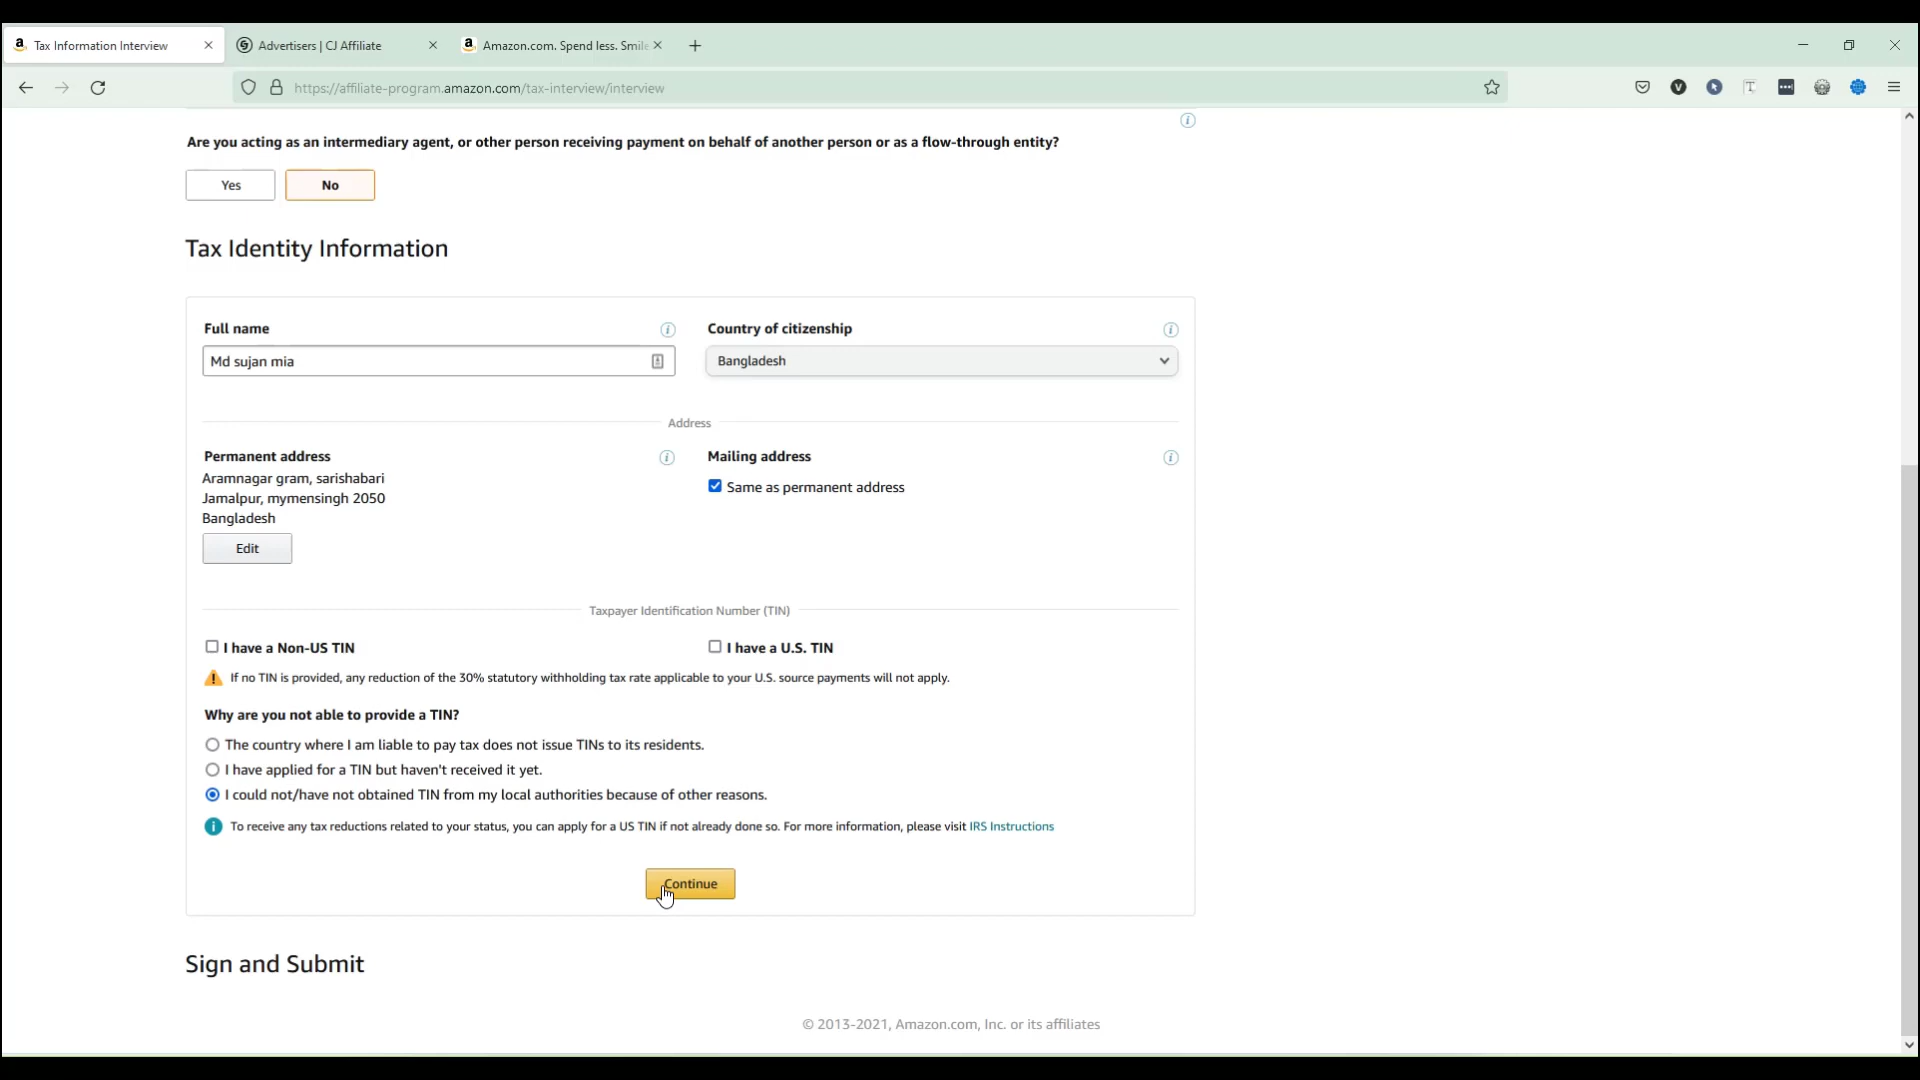 Tax Information Interview
Advertisers | CJ Affiliate
Amazon.com. Spend less. Smile
https://affiliate-program.amazon.com/tax-interview/interview
Are you acting as an intermediary agent, or other person receiving payment on behalf of another person or as a flow-through entity?
Yes No
Tax Identity Information
Full name
Country of citizenship
Md sujan mia
Bangladesh
Address
Permanent address
Mailing address
Aramnagar gram, sarishabari
Same as permanent address
Jamalpur, mymensingh 2050
Bangladesh
Edit
Taxpayer Identification Number (TIN)
I have a Non-US TIN
I have a U.S. TIN
If no TIN is provided, any reduction of the 30% statutory withholding tax rate applicable to your U.S. source payments will not apply.
Why are you not able to provide a TIN?
The country where I am liable to pay tax does not issue TINs to its residents.
I have applied for a TIN but haven't received it yet.
I could not/have not obtained TIN from my local authorities because of other reasons.
To receive any tax reductions related to your status, you can apply for a US TIN if not already done so. For more information, please visit IRS Instructions
Continue
Sign and Submit
© 2013-2021, Amazon.com, Inc. or its affiliates